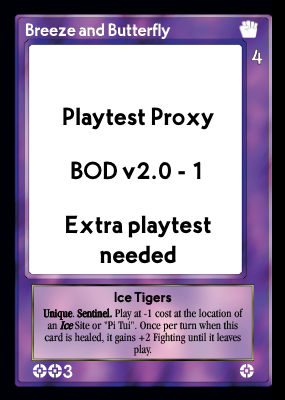 Breeze and Butterfly
4
Playtest Proxy
BOD v2.0 - 1
Extra playtest
needed
Ice Tigers
Unique. Sentinel. Play at -1 cost at the location of
an Ice Site or "Pi Tui". Once per turn when this
card is healed, it gains +2 Fighting until it leaves
play.
3